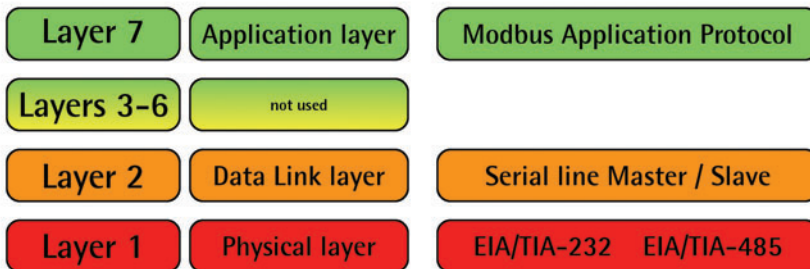 Layer 7 Application layer Modbus Application Protocol
Layers 3-6 not used
Layer 2 Data Link layer Serial line Master / Slave
Layer 1 Physical layer EIA/TIA-232 EIA/TIA-485